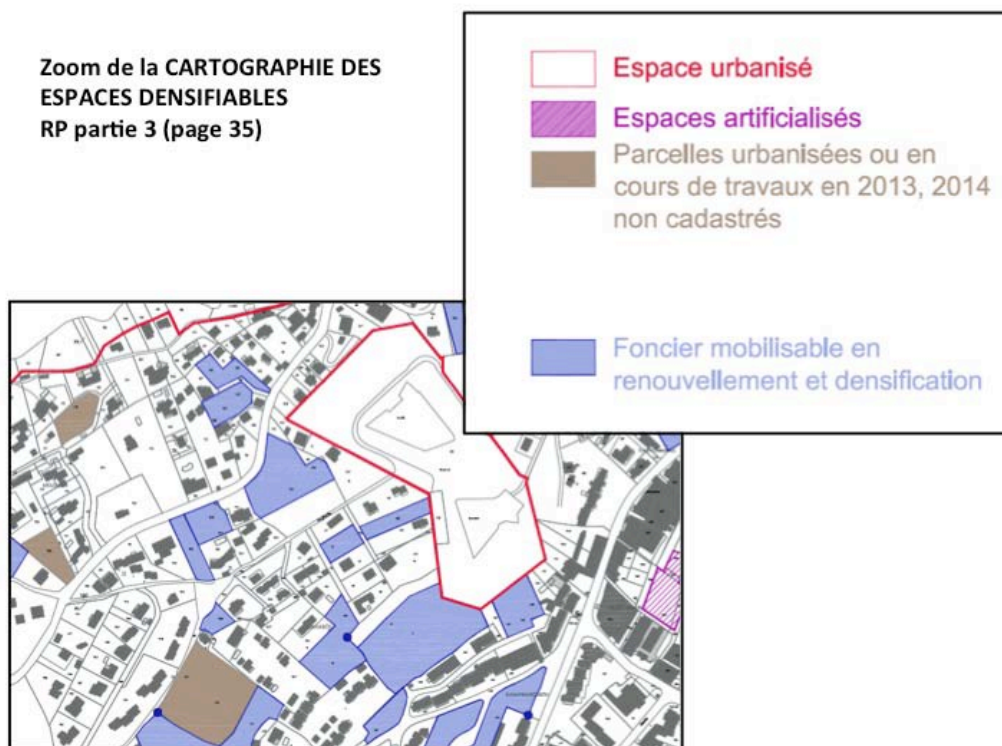 Zoom de la CARTOGRAPHIE DES
ESPACES DENSIFIABLES
RP partie 3 (page 35)
Espace urbanisé
Espaces artificialisés
Parcelles urbanisées ou en
cours de travaux en 2013, 2014
non cadastrés
Foncier mobilisable en
renouvellement et densification